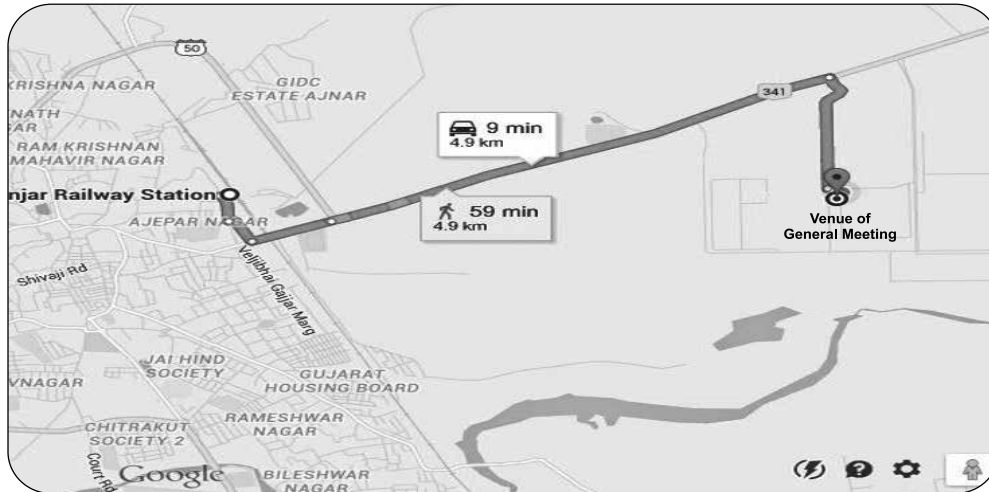 50
KRISHNA NAGAR
GIDC
ESTATE AJNAR
NATH
GAR
RAM KRISHNAN
MAHAVIR NAGAR
341
9 min
4.9 km
njar Railway Station
AJEPAR NAGAR
59 min
4.9 km
Venue of
General Meeting
Shivaji Rd
Veljibhai Gajjar Marg
JAI HIND
SOCIETY
VNAGAR
GUJARAT
HOUSING BOARD
CHITRAKUT
SOCIETY 2
RAMESHWAR
NAGAR
Court Rd
Google
BILESHWAR
NAGAR